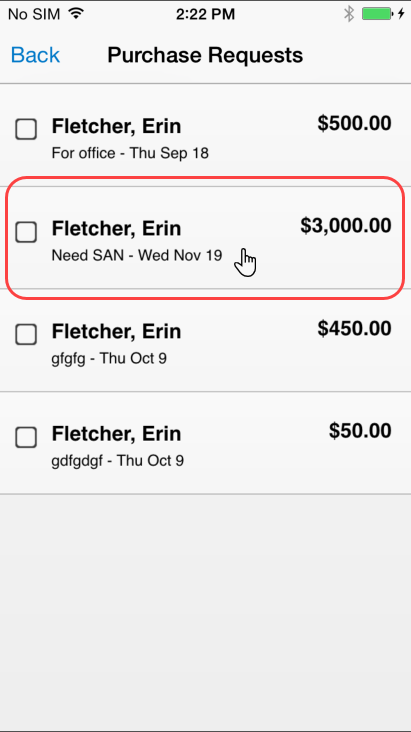 No SIM 2:22 PM
Back Purchase Requests
Fletcher, Erin $500.00
For office - Thu Sep 18
Fletcher, Erin $3,000.00
Need SAN - Wed Nov 19
Fletcher, Erin $450.00
gfgfg - Thu Oct 9
Fletcher, Erin $50.00
gdfgdgf - Thu Oct 9